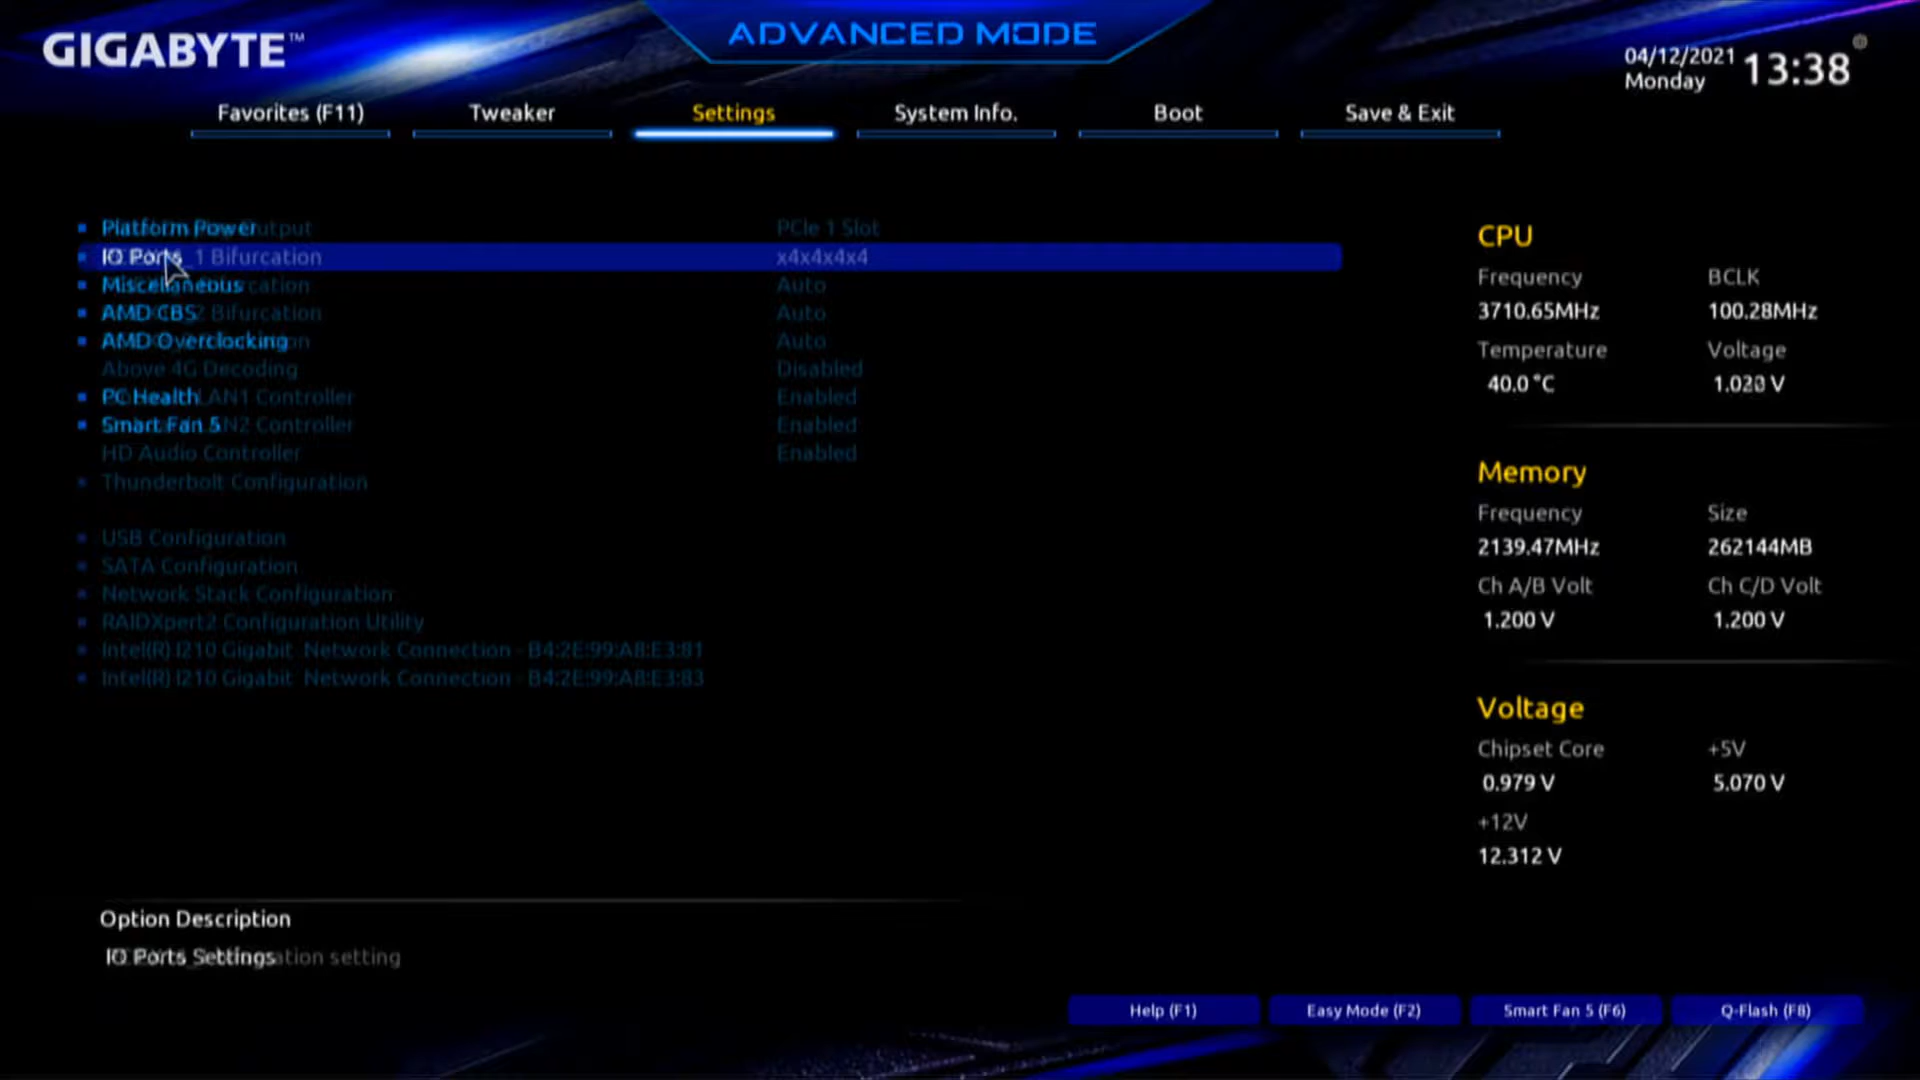 GIGABYTE™
ADVANCED MODE
04/12/2021
Monday
13:38
Favorites (F11)
Tweaker
Settings
System Info.
Boot
Save & Exit
Platform Power
PCIe 1 Slot
IO Ports
_1 Bifurcation
x4x4x4x4
Miscellaneous
Auto
AMD CBS
2 Bifurcation
Auto
AMD Overclocking
Auto
Above 4G Decoding
Disabled
PC Health
LAN1 Controller
Enabled
Smart Fan 5
LAN2 Controller
Enabled
HD Audio Controller
Enabled
Thunderbolt Configuration
USB Configuration
SATA Configuration
Network Stack Configuration
RAIDXpert2 Configuration Utility
Intel(R) I210 Gigabit Network Connection - B4:2E:99:A8:E3:81
Intel(R) I210 Gigabit Network Connection - B4:2E:99:A8:E3:83
CPU
Frequency
BCLK
3710.65MHz
100.28MHz
Temperature
Voltage
40.0 °C
Memory
Frequency
Size
2139.47MHz
262144MB
Ch A/B Volt
Ch C/D Volt
1.200 V
1.200 V
Voltage
Chipset Core
+5V
0.979 V
5.070 V
+12V
12.312 V
Option Description
IO Ports Settings
setting
Help (F1)
Easy Mode (F2)
Smart Fan 5 (F6)
Q-Flash (F8)